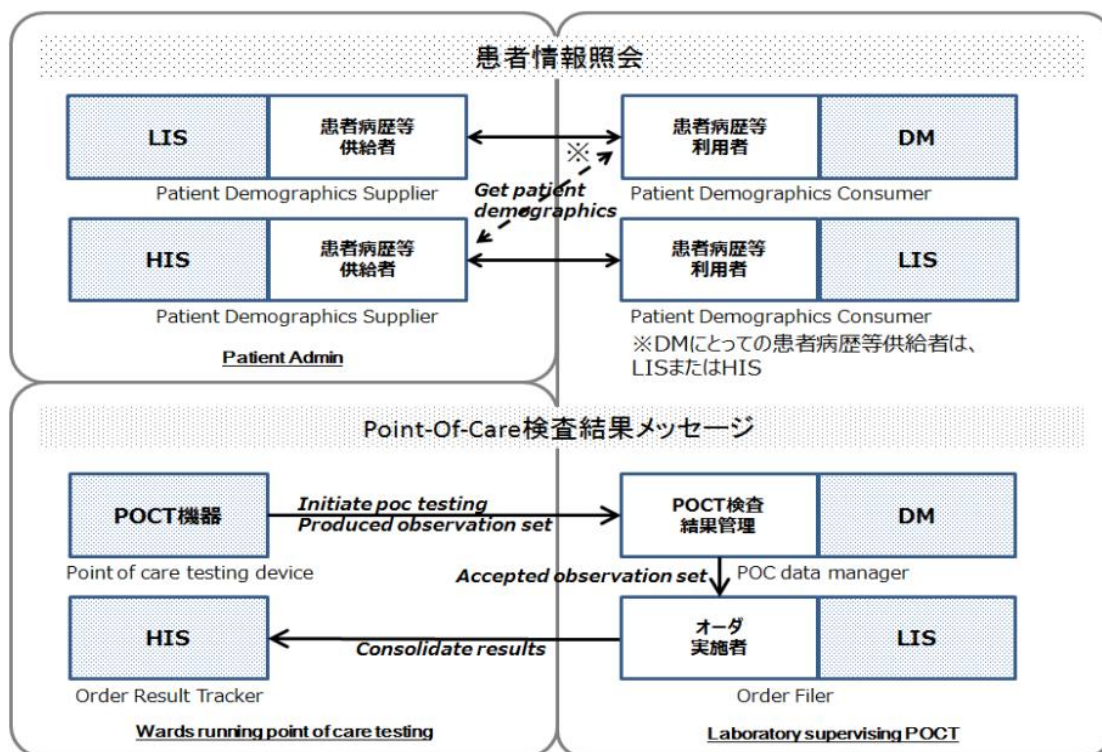 患者情報照会
LIS
患者病歴等
供給者
患者病歴等
利用者
DM
※
Patient Demographics Supplier
Get patient
demographics
Patient Demographics Consumer
HIS
患者病歴等
供給者
患者病歴等
利用者
LIS
Patient Demographics Supplier
Patient Demographics Consumer
Patient Admin
※DMにとっての患者病歴等供給者は、
LISまたはHIS
Point-Of-Care検査結果メッセージ
POCT機器
Initiate poc testing
Produced observation set
POCT検査
結果管理
DM
Point of care testing device
Accepted observation set
POC data manager
HIS
Consolidate results
オーダ
実施者
LIS
Order Result Tracker
Order Filer
Wards running point of care testing
Laboratory supervising POCT